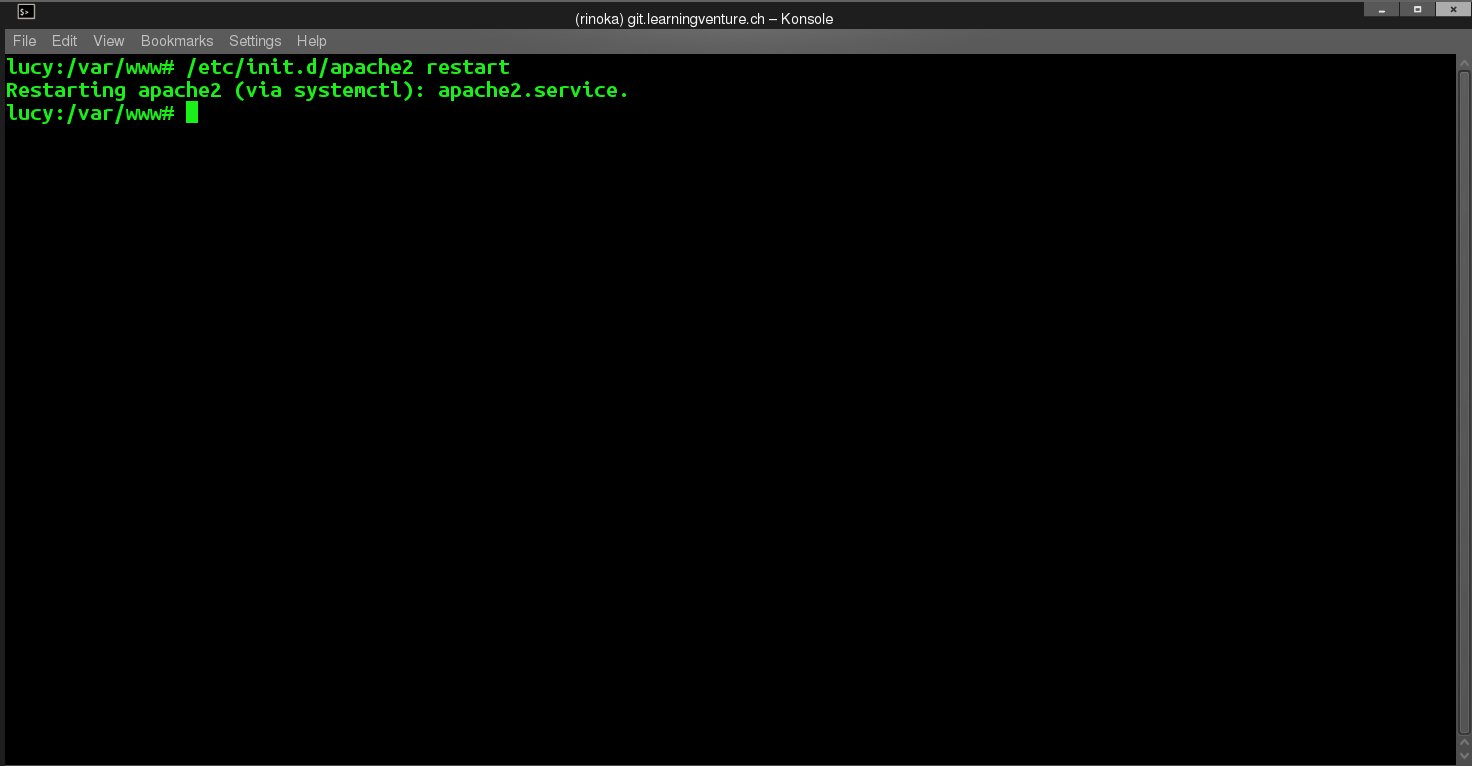 (rinoka) git.learningventure.ch – Konsole
File Edit View Bookmarks Settings Help
lucy:/var/www# /etc/init.d/apache2 restart
Restarting apache2 (via systemctl): apache2.service.
lucy:/var/www#